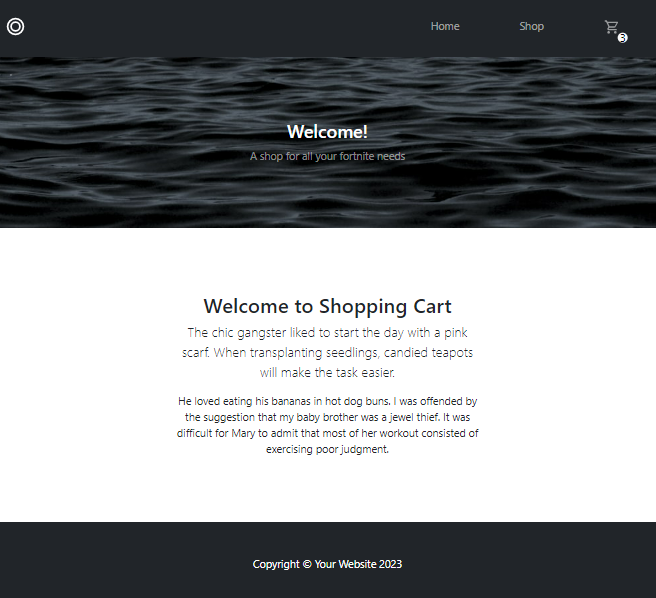 Home Shop
3
Welcome!
A shop for all your fortnite needs
Welcome to Shopping Cart
The chic gangster liked to start the day with a pink
scarf. When transplanting seedlings, candied teapots
will make the task easier.
He loved eating his bananas in hot dog buns. I was offended by
the suggestion that my baby brother was a jewel thief. It was
difficult for Mary to admit that most of her workout consisted of
exercising poor judgment.
Copyright © Your Website 2023